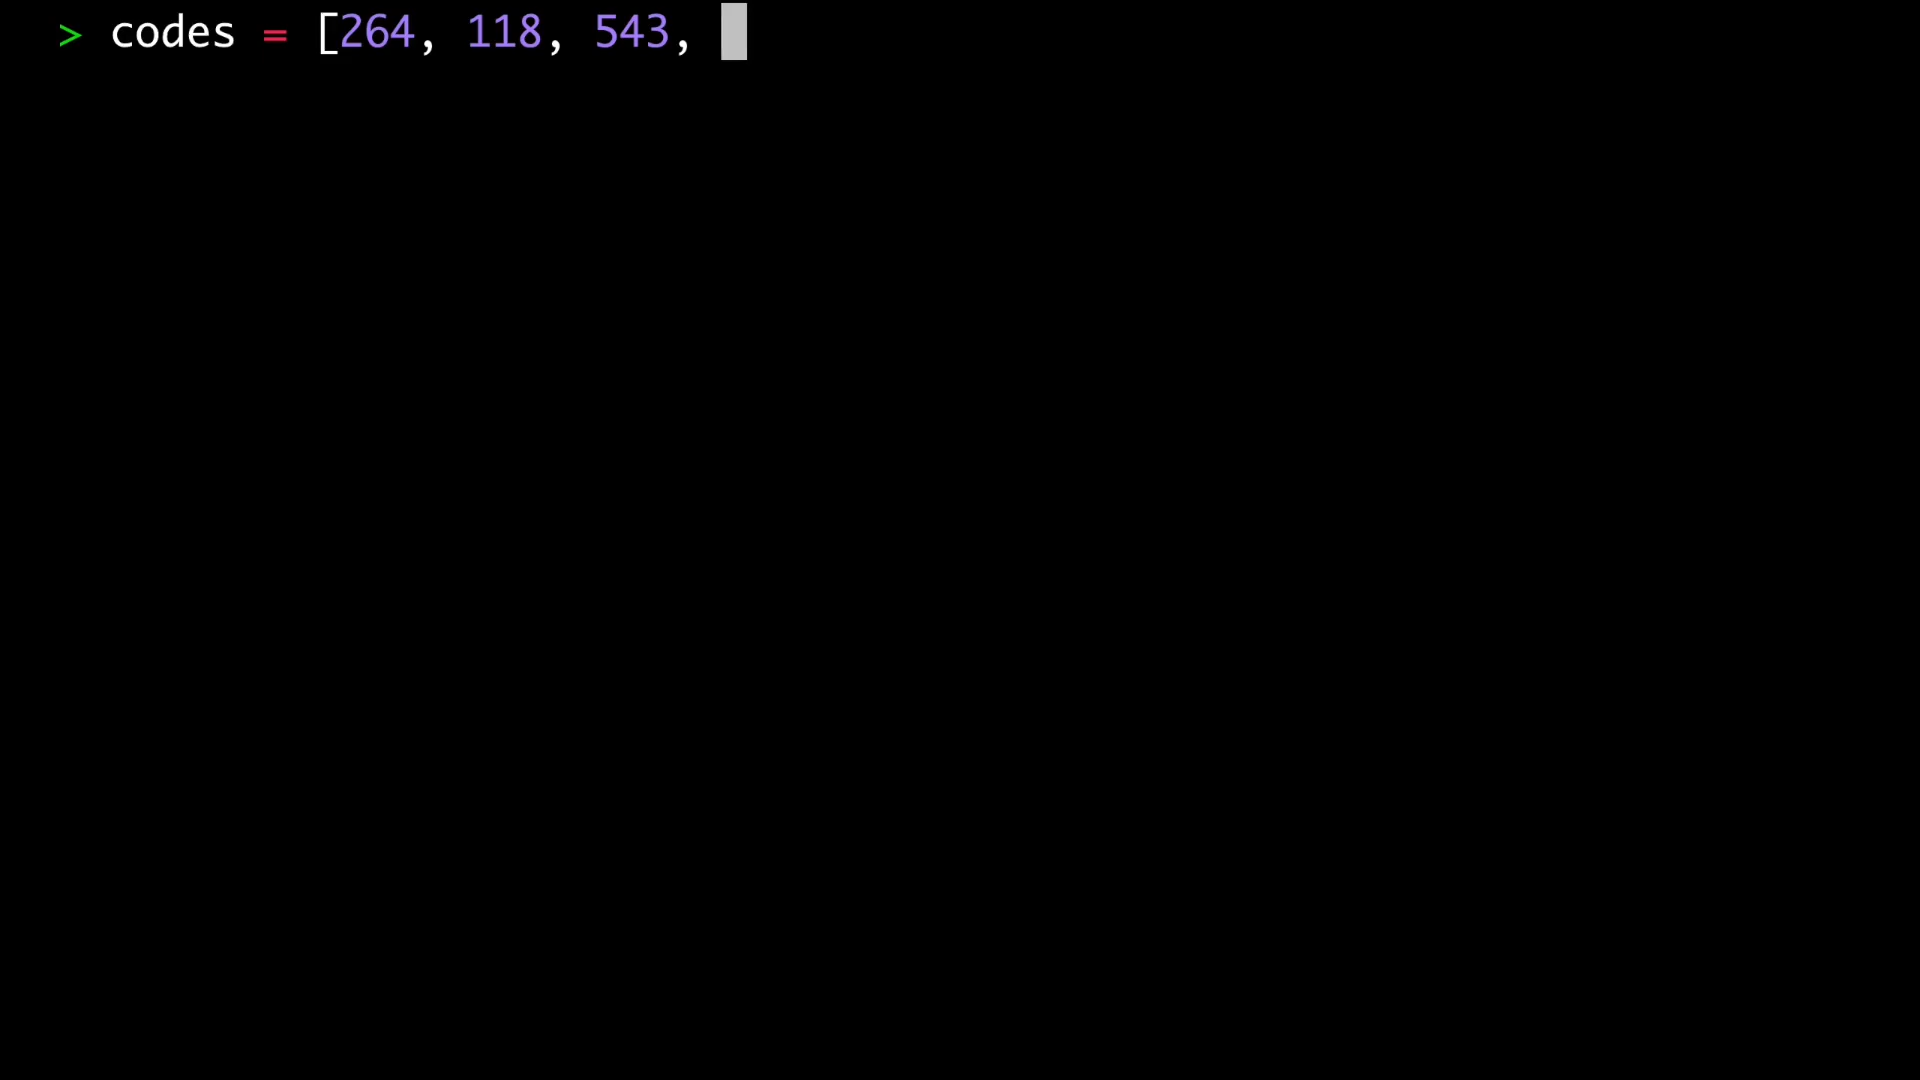 > codes = [264, 118, 543,